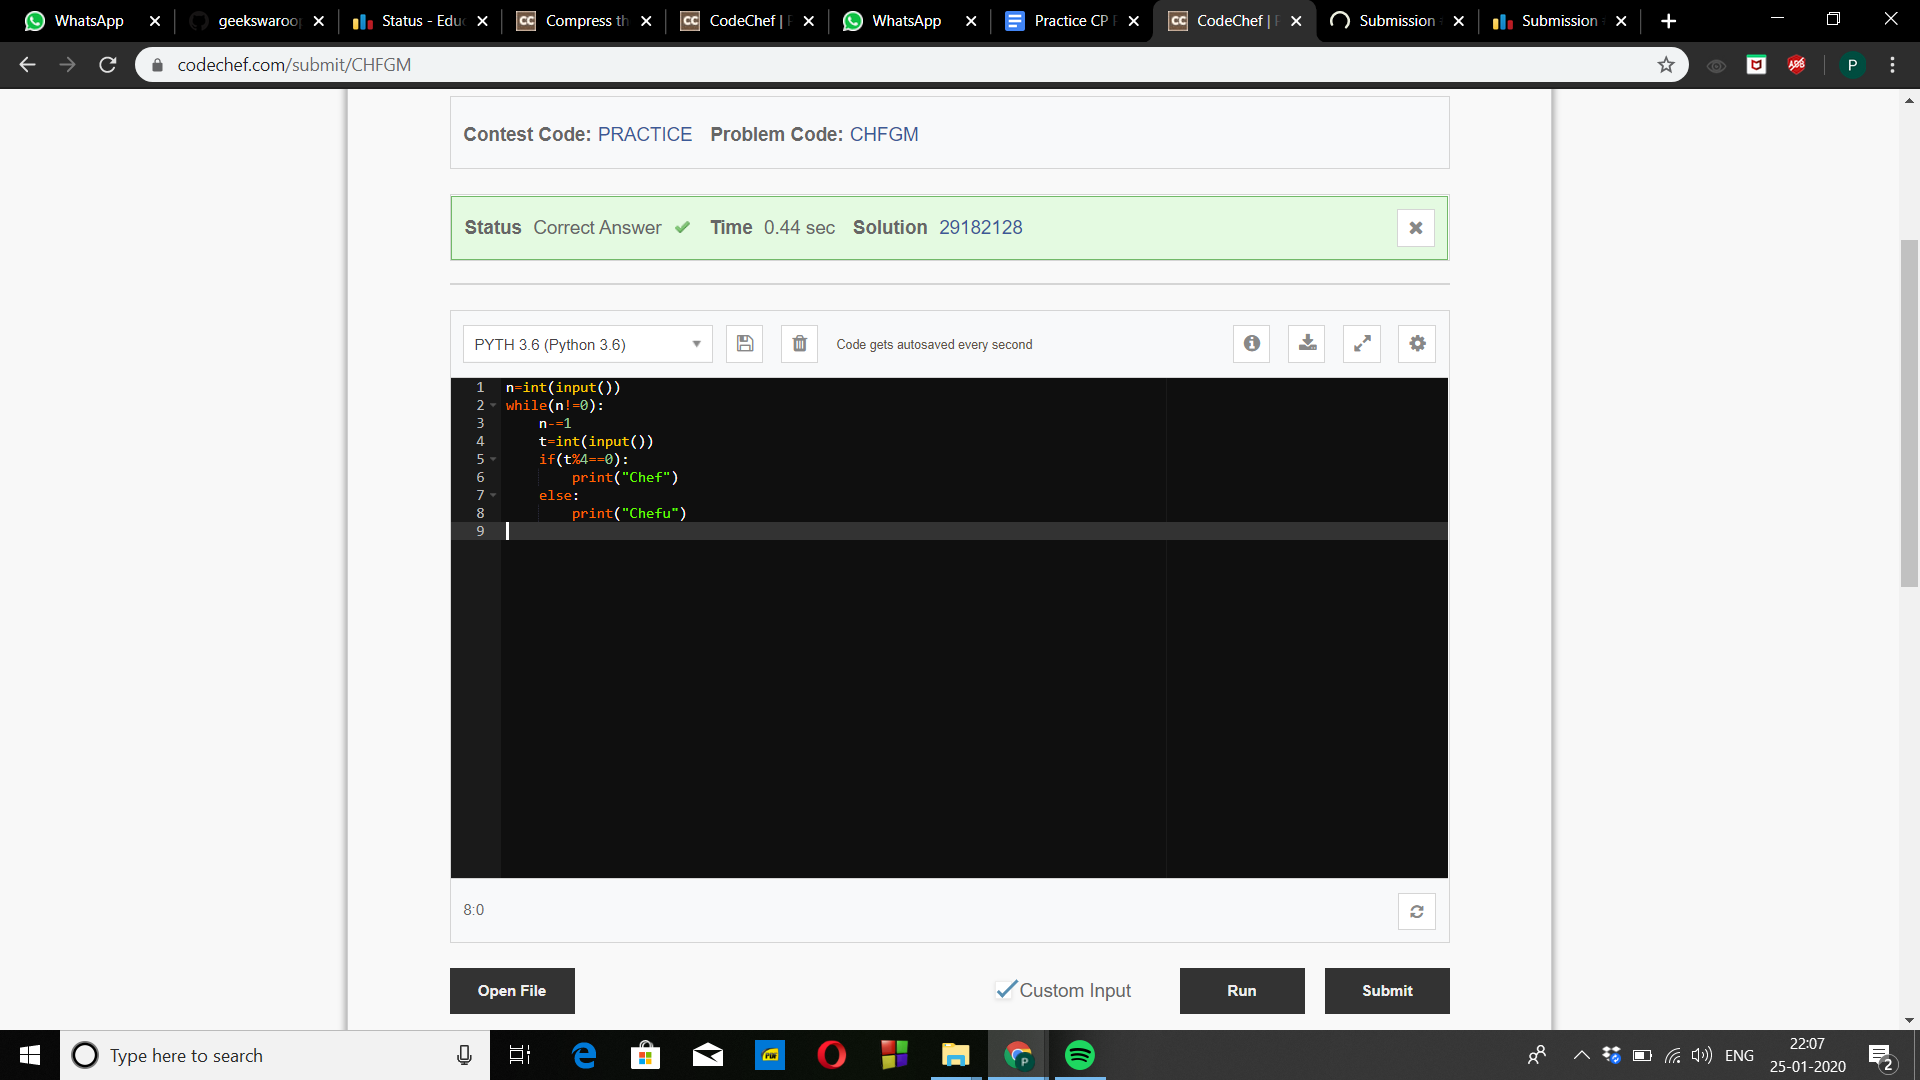 WhatsApp
geekswaroo
Status - Edu
CC Compress th
CC CodeChef |
WhatsApp
Practice CP
CC CodeChef |
Submission
Submission
codechef.com/submit/CHFGM
P
Contest Code: PRACTICE Problem Code: CHFGM
Status Correct Answer Time 0.44 sec Solution 29182128
PYTH 3.6 (Python 3.6) Code gets autosaved every second
1 n=int(input())
2 while(n!=0):
3 n-=1
4 t=int(input())
5 if(t%4==0):
6 print("Chef")
7 else:
8 print("Chefu")
9
8:0
Open File Custom Input Run Submit
Type here to search
ENG
22:07
25-01-2020
2